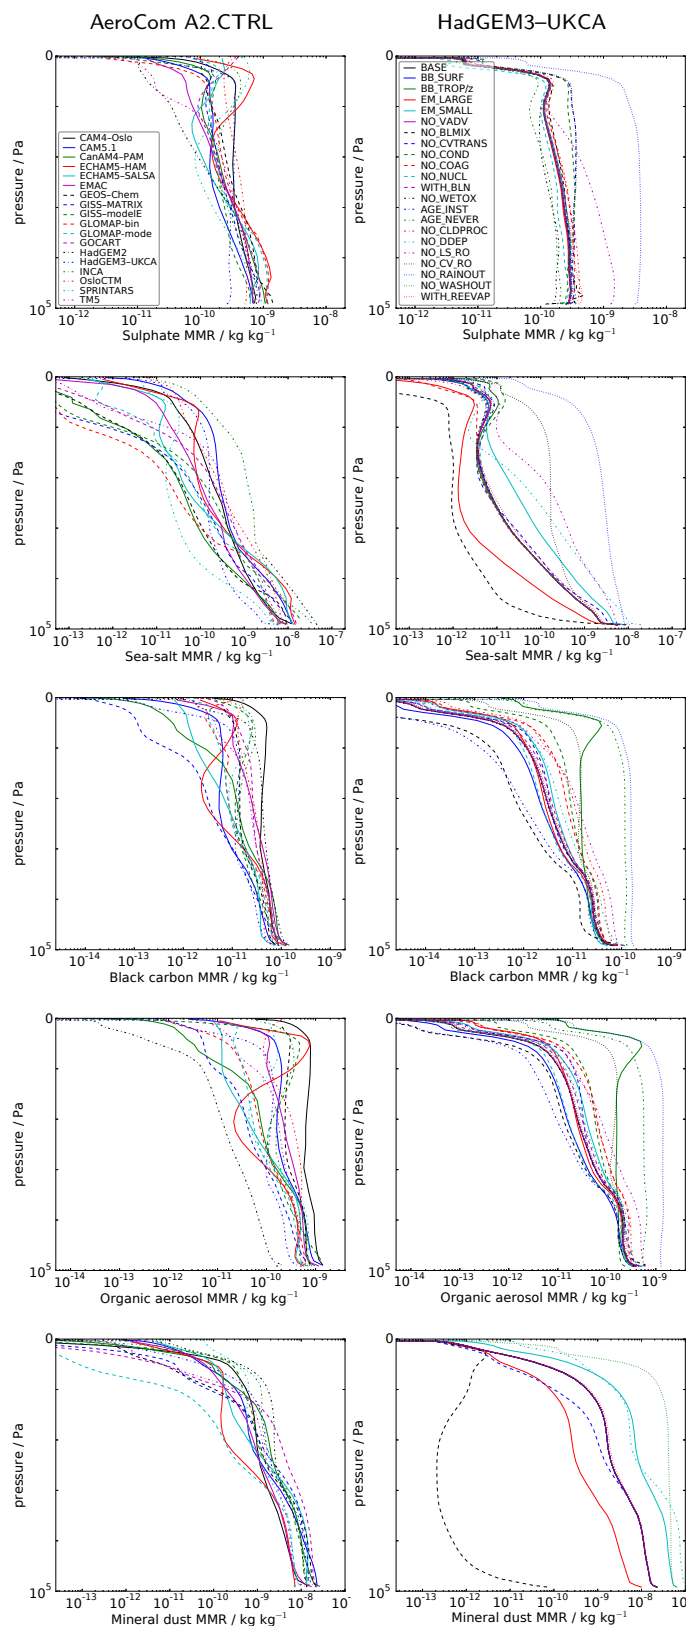 AeroCom A2.CTRL
HadGEM3–UKCA
0
pressure / Pa
10⁵
CAM4–Oslo
CAM5.1
CanAM4–PAM
ECHAM5–HAM
ECHAM5–SALSA
EMAC
GEOS–Chem
GISS–MATRIX
GISS–modelE
GLOMAP–bin
GLOMAP–mode
GOCART
HadGEM2
HadGEM3–UKCA
INCA
OsloCTM
SPRINTARS
TM5
10⁻¹² 10⁻¹¹ 10⁻¹⁰ 10⁻⁹ 10⁻⁸
Sulphate MMR / kg kg⁻¹
0
pressure / Pa
10⁵
BASE
BB_SURF
BB_TROP/z
EM_LARGE
EM_SMALL
NO_VADV
NO_BLMIX
NO_CVTRANS
NO_COND
NO_COAG
NO_NUCL
WITH_BLN
NO_WETOX
AGE_INST
AGE_NEVER
NO_CLDPROC
NO_DDEP
NO_LS_RO
NO_CV_RO
NO_RAINOUT
NO_WASHOUT
WITH_REEVAP
10⁻¹² 10⁻¹¹ 10⁻¹⁰ 10⁻⁹ 10⁻⁸
Sulphate MMR / kg kg⁻¹
0
pressure / Pa
10⁵
10⁻¹³ 10⁻¹² 10⁻¹¹ 10⁻¹⁰ 10⁻⁹ 10⁻⁸ 10⁻⁷
Sea-salt MMR / kg kg⁻¹
0
pressure / Pa
10⁵
10⁻¹³ 10⁻¹² 10⁻¹¹ 10⁻¹⁰ 10⁻⁹ 10⁻⁸ 10⁻⁷
Sea-salt MMR / kg kg⁻¹
0
pressure / Pa
10⁵
10⁻¹⁴ 10⁻¹³ 10⁻¹² 10⁻¹¹ 10⁻¹⁰ 10⁻⁹
Black carbon MMR / kg kg⁻¹
0
pressure / Pa
10⁵
10⁻¹⁴ 10⁻¹³ 10⁻¹² 10⁻¹¹ 10⁻¹⁰ 10⁻⁹
Black carbon MMR / kg kg⁻¹
0
pressure / Pa
10⁵
10⁻¹⁴ 10⁻¹³ 10⁻¹² 10⁻¹¹ 10⁻¹⁰ 10⁻⁹
Organic aerosol MMR / kg kg⁻¹
0
pressure / Pa
10⁵
10⁻¹⁴ 10⁻¹³ 10⁻¹² 10⁻¹¹ 10⁻¹⁰ 10⁻⁹
Organic aerosol MMR / kg kg⁻¹
0
pressure / Pa
10⁵
10⁻¹² 10⁻¹¹ 10⁻¹⁰ 10⁻⁹ 10⁻⁸
Mineral dust MMR / kg kg⁻¹
0
pressure / Pa
10⁵
10⁻¹³ 10⁻¹² 10⁻¹¹ 10⁻¹⁰ 10⁻⁹ 10⁻⁸
Mineral dust MMR / kg kg⁻¹